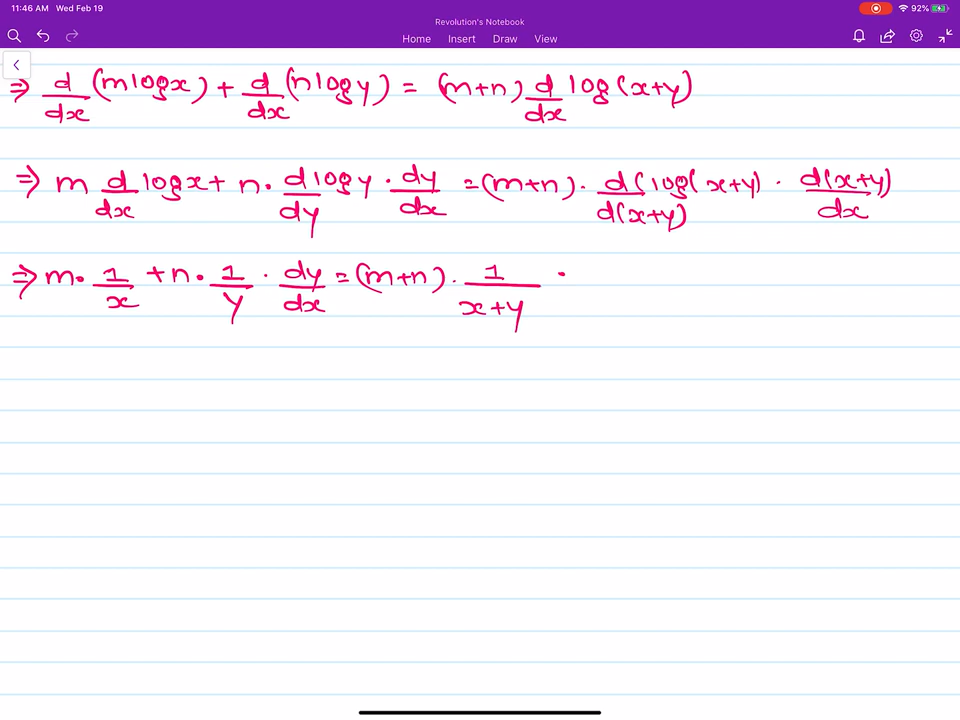 11:46 AM Wed Feb 19 92%
Revolution's Notebook
Home Insert Draw View
⇒ d/dx (m log x) + d/dx (n log y) = (m+n) d/dx log(x+y)
⇒ m d/dx log x + n · d log y/dy · dy/dx = (m+n) · d(log(x+y)/d(x+y) · d(x+y)/dx
⇒ m · 1/x + n · 1/y · dy/dx = (m+n) · 1/x+y ·